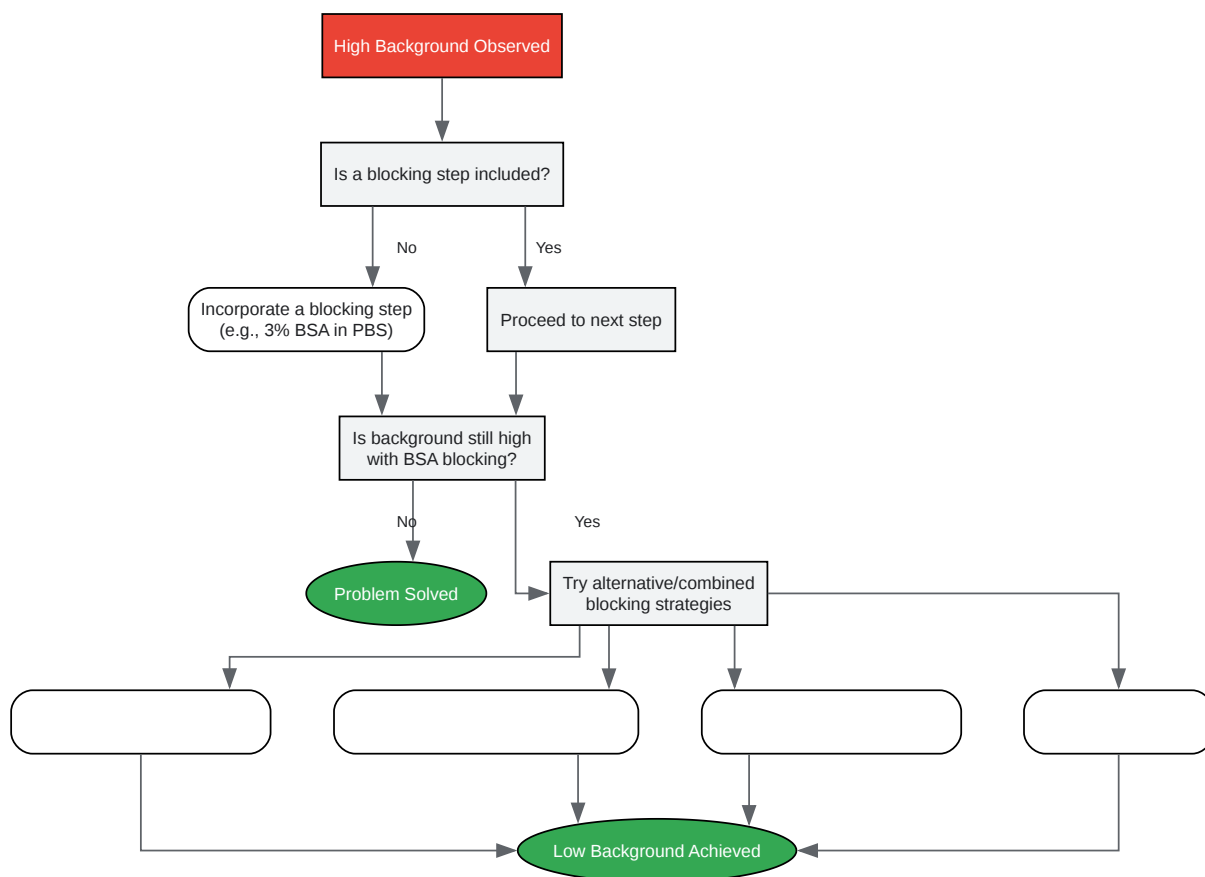 High Background Observed
Is a blocking step included?
No
Yes
Incorporate a blocking step
(e.g., 3% BSA in PBS)
Proceed to next step
Is background still high
with BSA blocking?
No
Yes
Problem Solved
Try alternative/combined
blocking strategies
Low Background Achieved